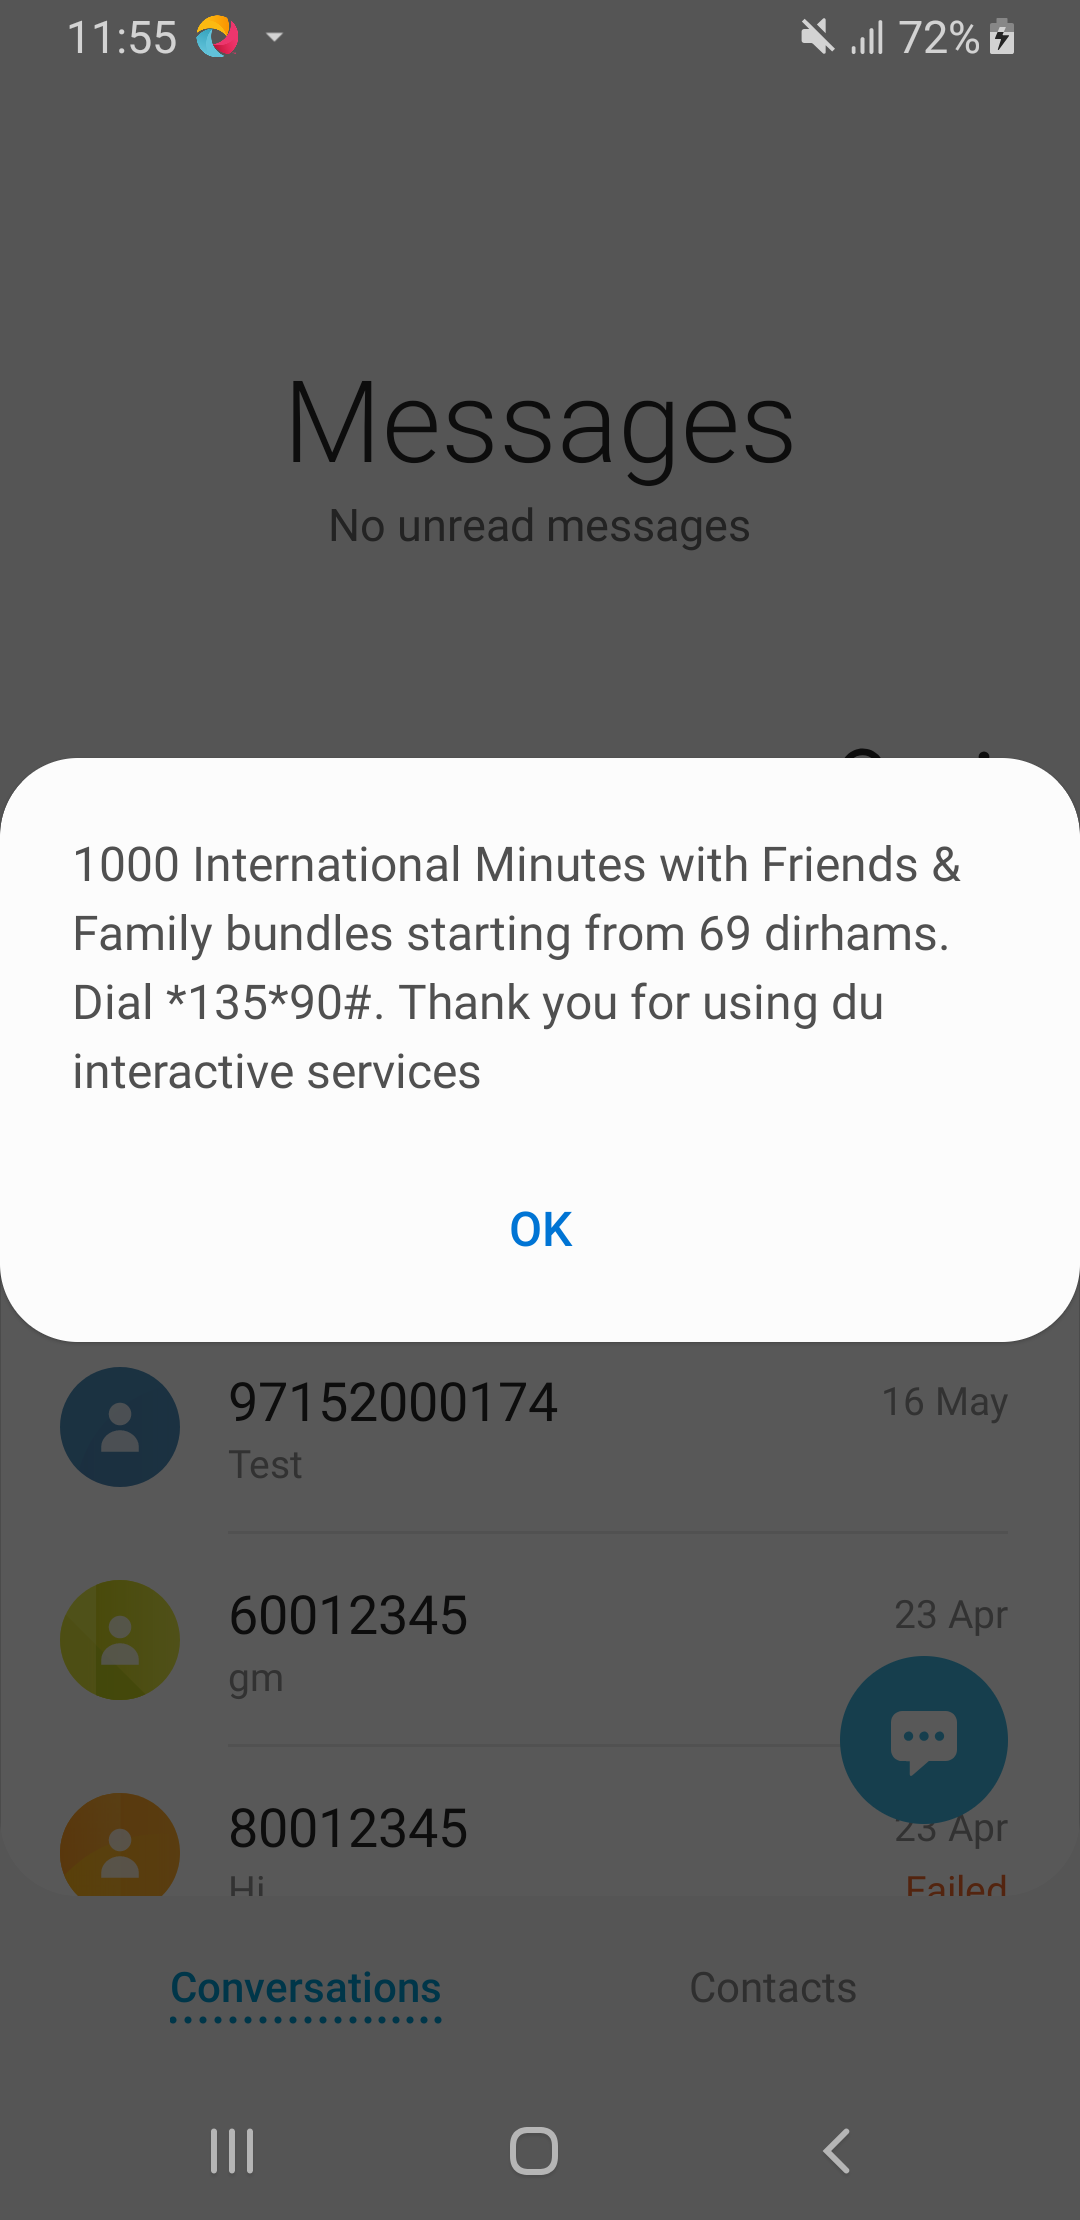 11:55
72%
Messages
No unread messages
1000 International Minutes with Friends &
Family bundles starting from 69 dirhams.
Dial *135*90#. Thank you for using du
interactive services
OK
97152000174
16 May
Test
60012345
23 Apr
gm
80012345
23 Apr
Hi
Failed
Conversations
Contacts